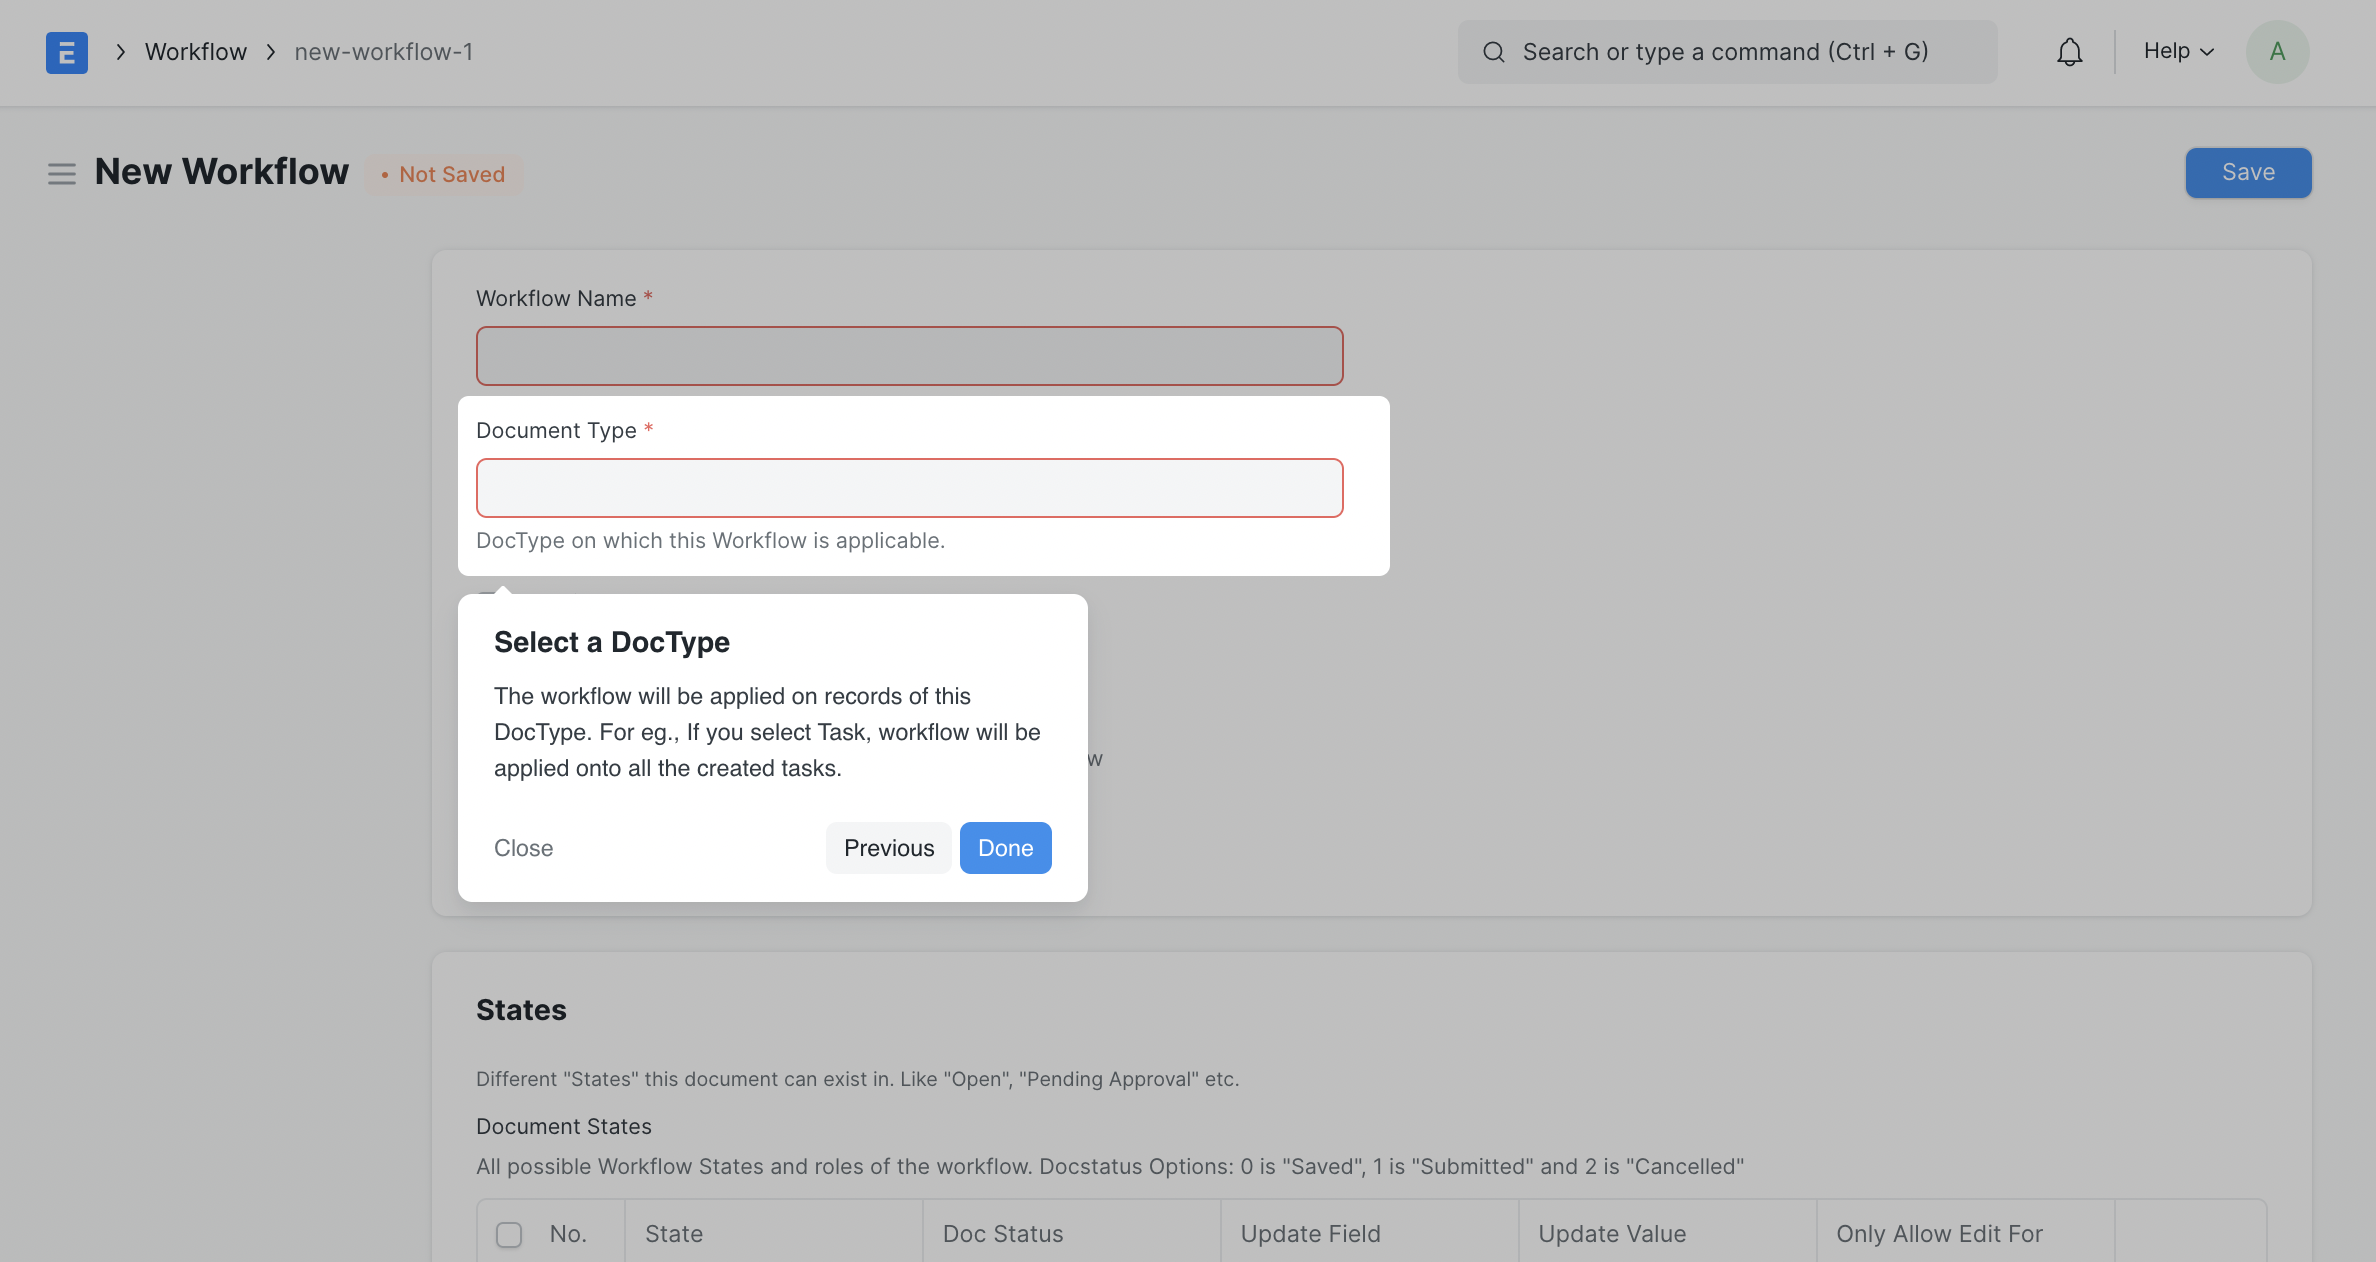 E
Workflow
new-workflow-1
Search or type a command (Ctrl + G)
Help
A
New Workflow
• Not Saved
Save
Workflow Name *
Document Type *
DocType on which this Workflow is applicable.
Select a DocType
The workflow will be applied on records of this
DocType. For eg., If you select Task, workflow will be
applied onto all the created tasks.
w
Close
Previous
Done
States
Different "States" this document can exist in. Like "Open", "Pending Approval" etc.
Document States
All possible Workflow States and roles of the workflow. Docstatus Options: 0 is "Saved", 1 is "Submitted" and 2 is "Cancelled"
No. State Doc Status Update Field Update Value Only Allow Edit For